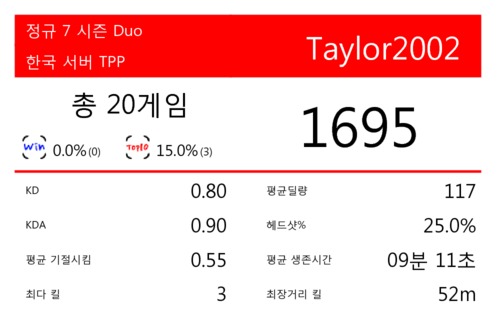 정규 7 시즌 Duo
한국 서버 TPP
Taylor2002
총 20게임
1695
Win 0.0% (0)
TOP10 15.0% (3)
KD 0.80
평균딜량 117
KDA 0.90
헤드샷% 25.0%
평균 기절시킴 0.55
평균 생존시간 09분 11초
최다 킬 3
최장거리 킬 52m